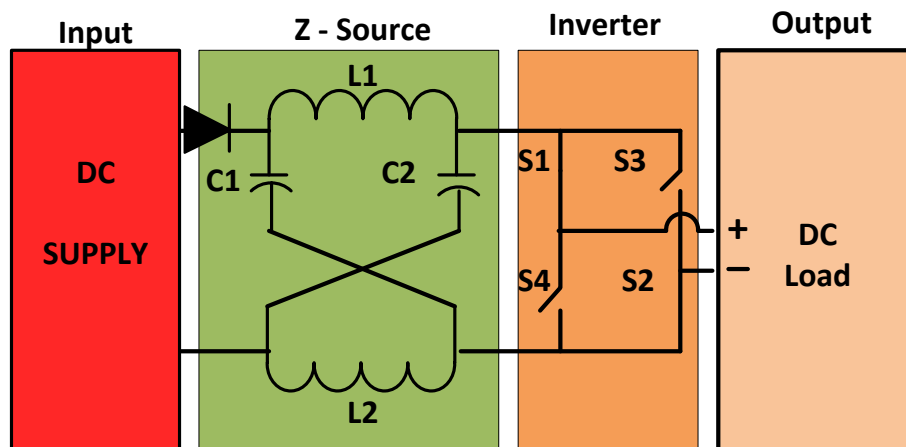 Input
Z - Source
Inverter
Output
L1
DC
SUPPLY
C1
C2
S1
S3
S4
S2
+
−
DC
Load
L2